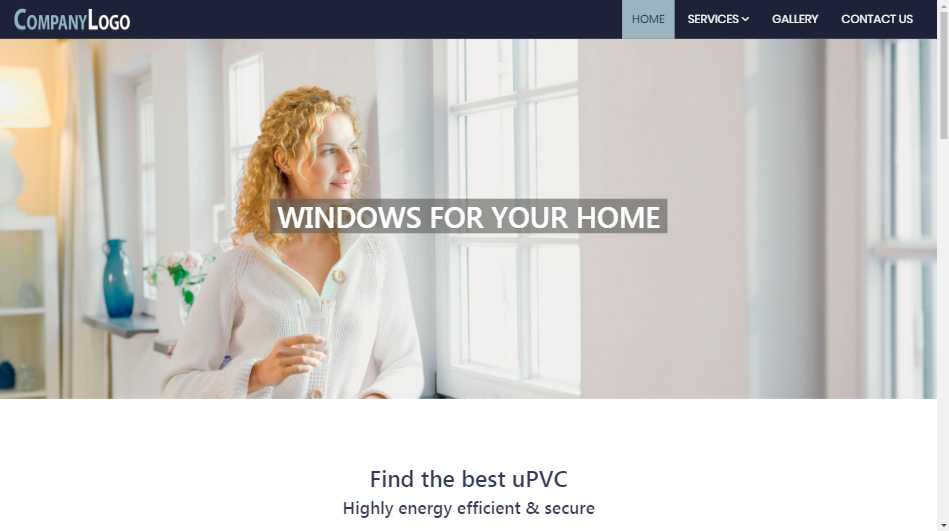 COMPANYLOGO
HOME
SERVICES
GALLERY
CONTACT US
WINDOWS FOR YOUR HOME
Find the best uPVC
Highly energy efficient & secure